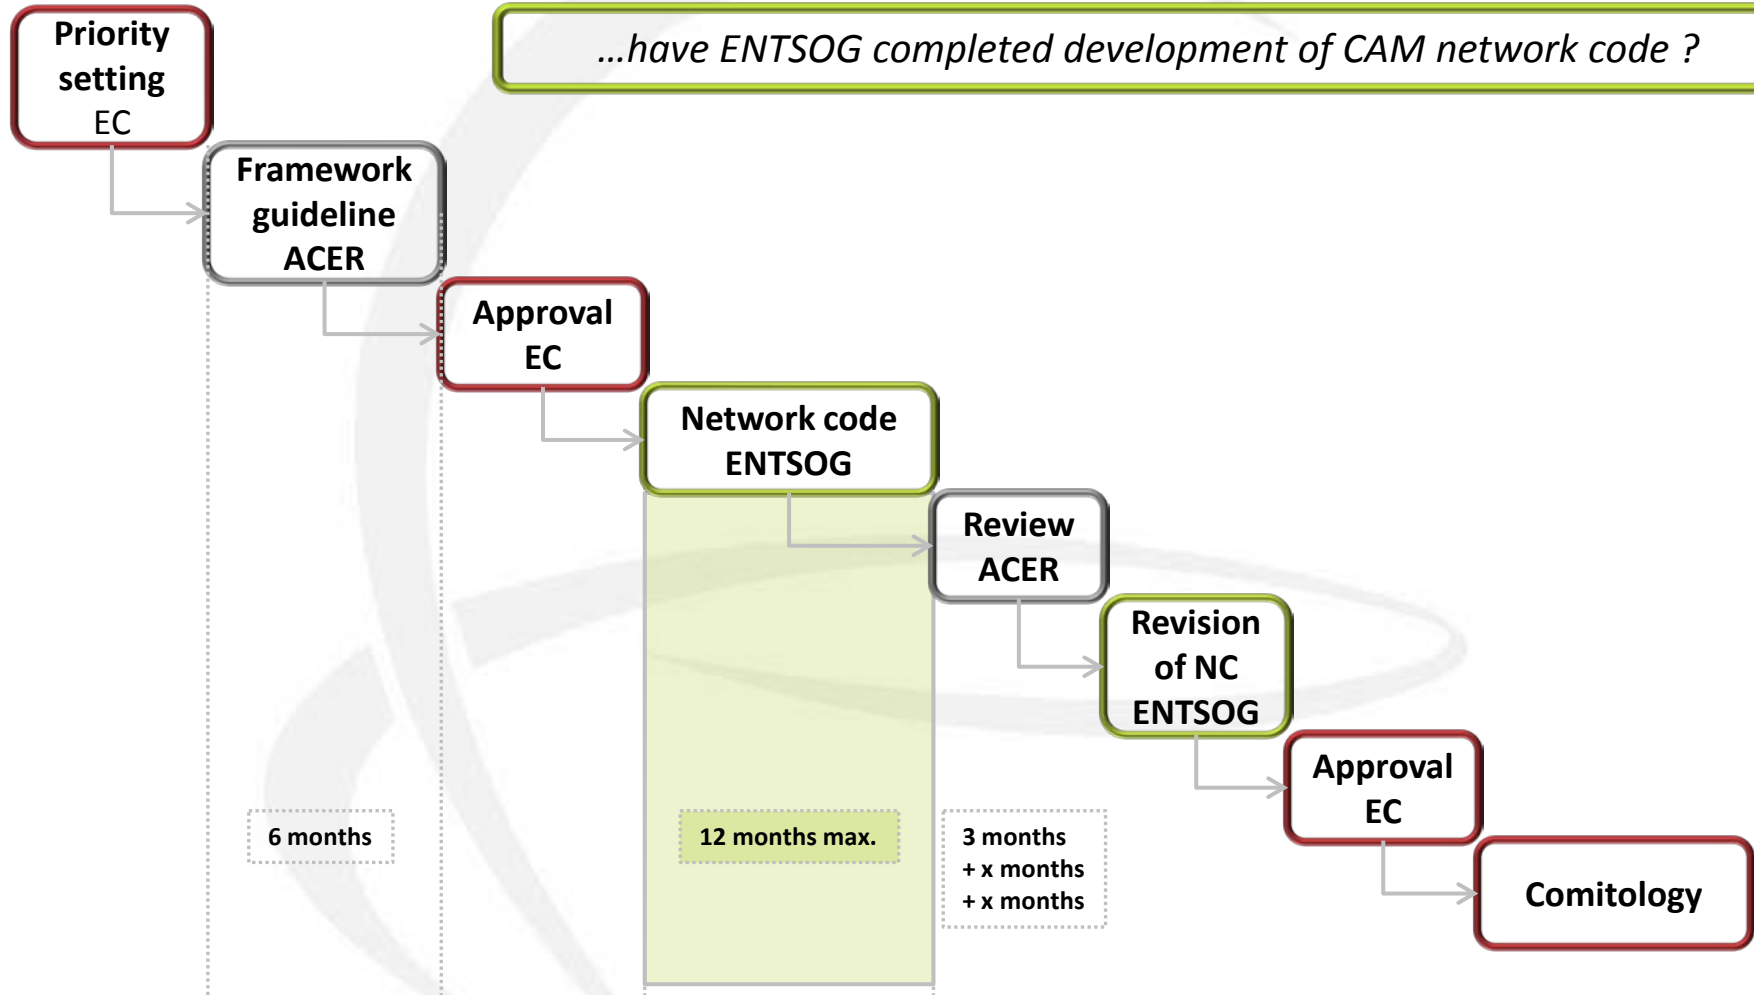 Priority
setting
EC
...have ENTSOG completed development of CAM network code ?
Framework
guideline
ACER
Approval
EC
Network code
ENTSOG
Review
ACER
Revision
of NC
ENTSOG
Approval
EC
Comitology
6 months
12 months max.
3 months
+ x months
+ x months